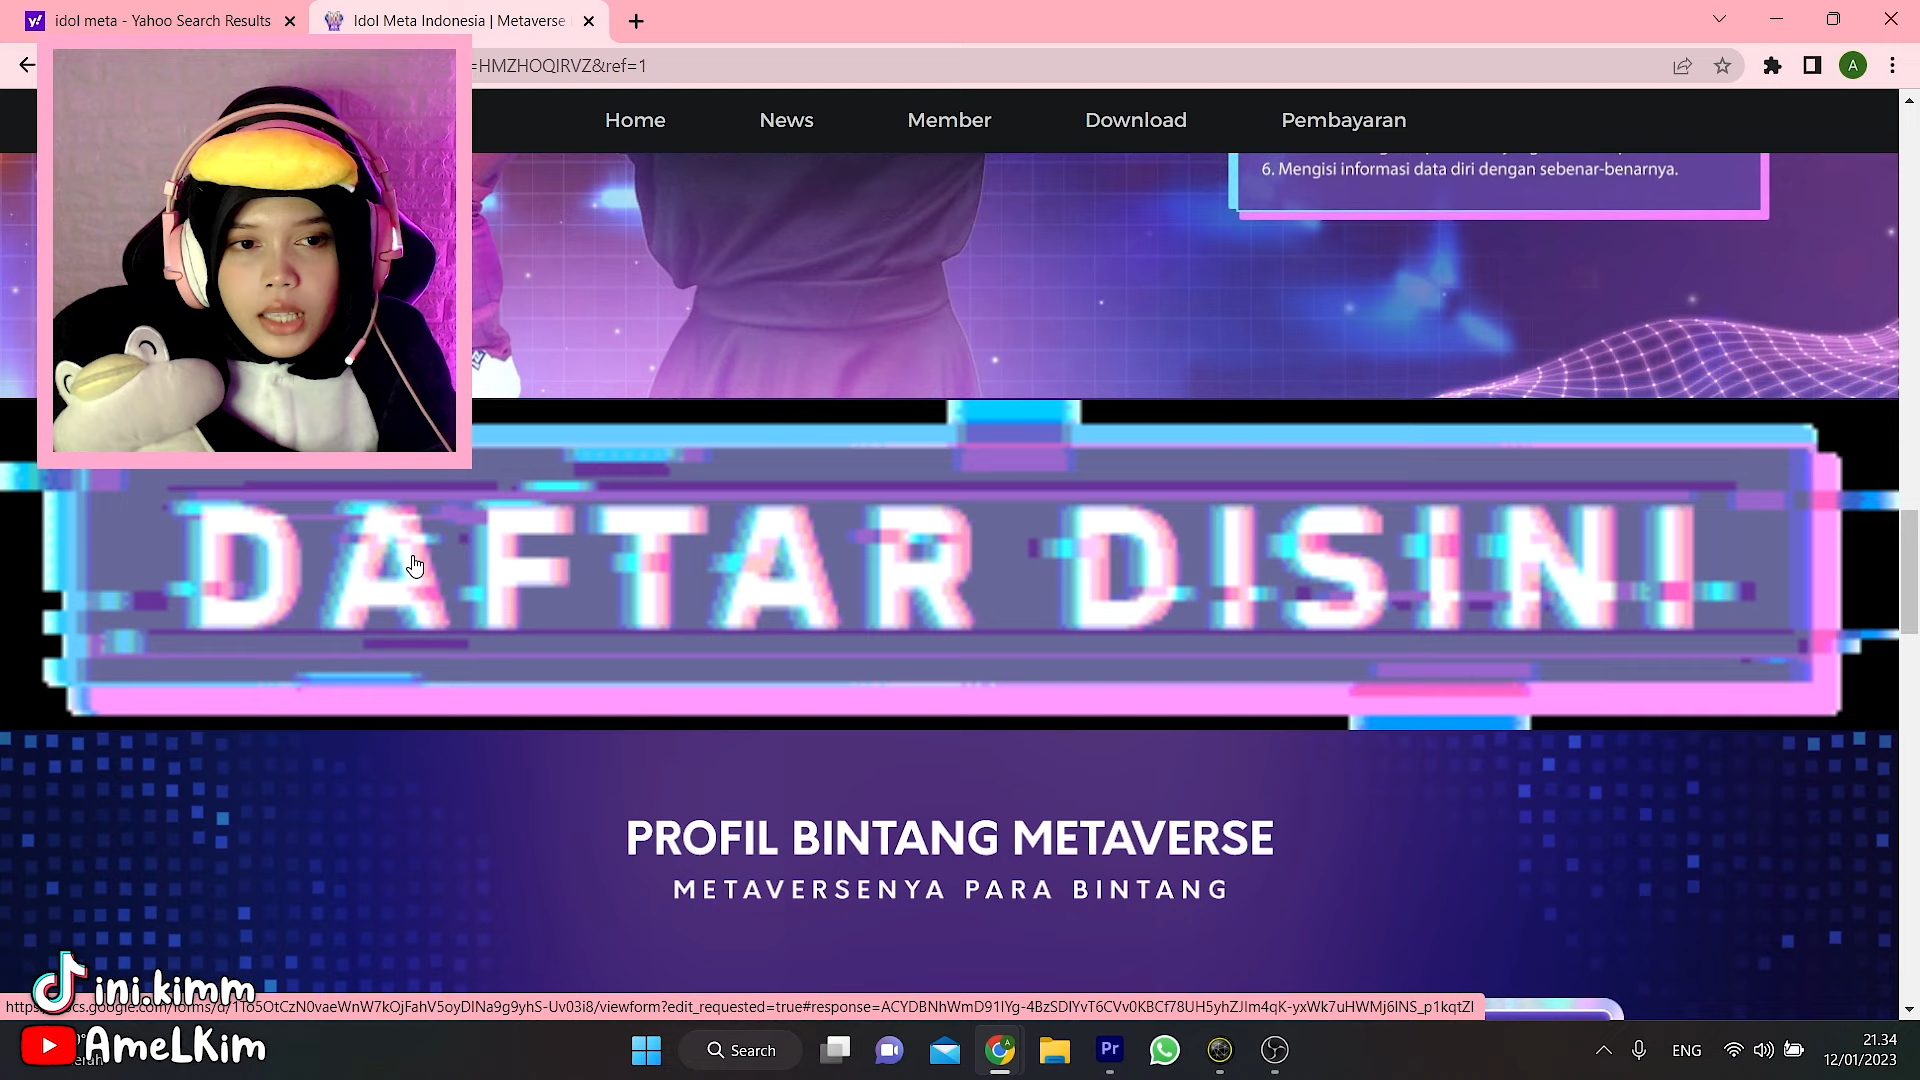 idol meta - Yahoo Search Results
Idol Meta Indonesia | Metaverse
=HMZHOQIRVZ&ref=1
A
Home
News
Member
Download
Pembayaran
6. Mengisi informasi data diri dengan sebenar-benarnya.
DAFTAR DISINI
PROFIL BINTANG METAVERSE
METAVERSENYA PARA BINTANG
ini.kimm
AmeLKim
Search
Pr
ENG
21.34
12/01/2023